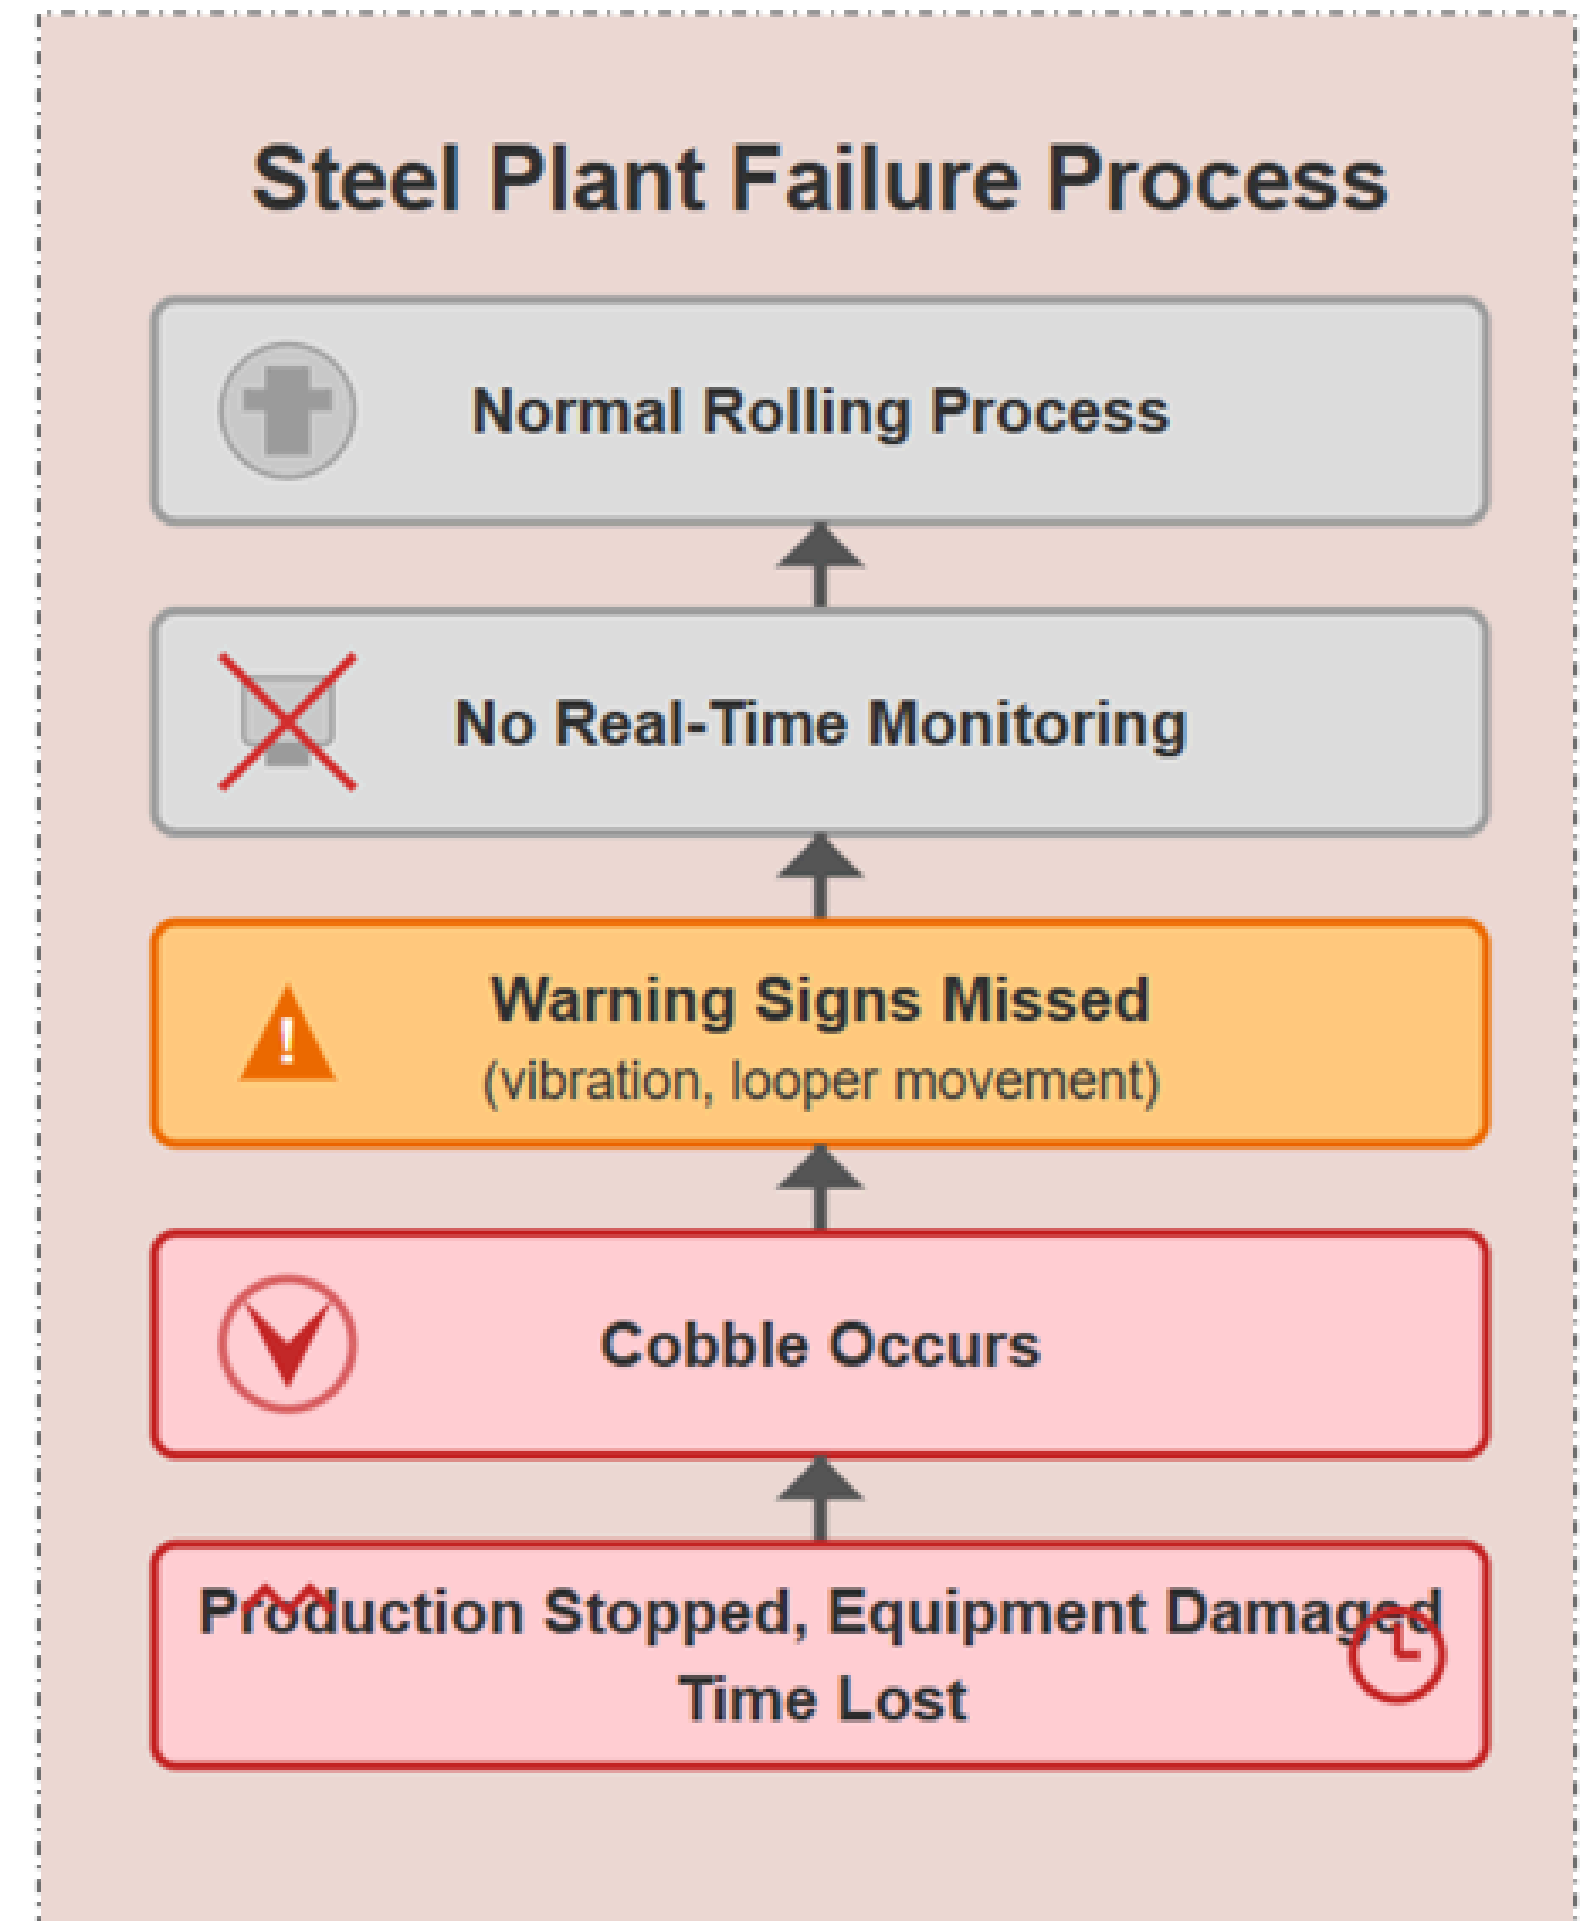 Steel Plant Failure Process
Normal Rolling Process
No Real-Time Monitoring
! Warning Signs Missed
(vibration, looper movement)
Cobble Occurs
Production Stopped, Equipment Damaged
Time Lost